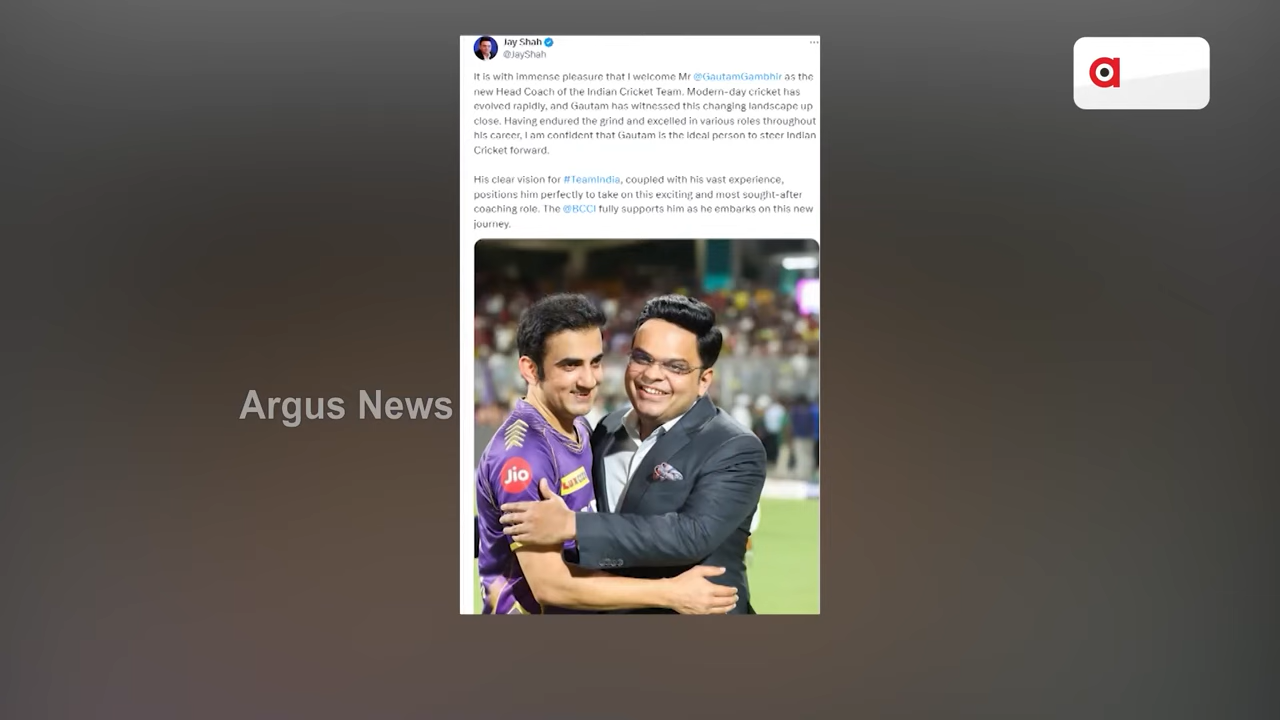 Jay Shah
@JayShah
It is with immense pleasure that I welcome Mr @GautamGambhir as the
new Head Coach of the Indian Cricket Team. Modern-day cricket has
evolved rapidly, and Gautam has witnessed this changing landscape up
close. Having endured the grind and excelled in various roles throughout
his career, I am confident that Gautam is the ideal person to steer Indian
Cricket forward.
His clear vision for #TeamIndia, coupled with his vast experience,
positions him perfectly to take on this exciting and most sought-after
coaching role. The @BCCI fully supports him as he embarks on this new
journey.
Argus News
Jio
a